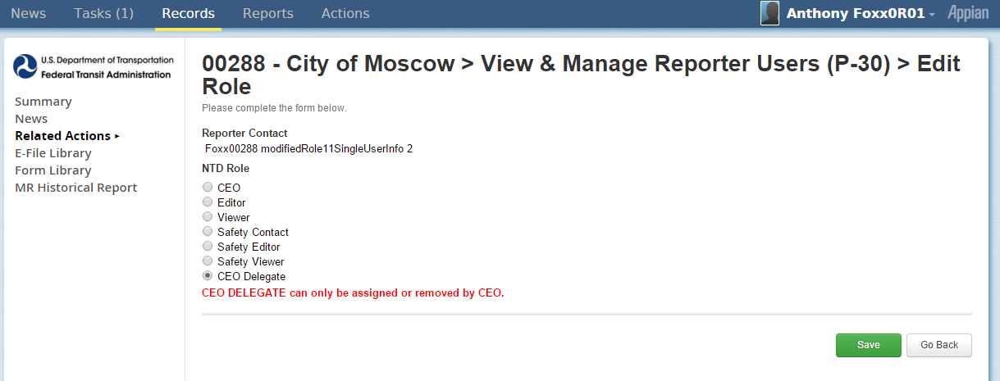 News Tasks (1) Records Reports Actions Anthony Foxx0R01 Appian
U.S. Department of Transportation
Federal Transit Administration
Summary
News
Related Actions
E-File Library
Form Library
MR Historical Report
00288 - City of Moscow > View & Manage Reporter Users (P-30) > Edit
Role
Please complete the form below.
Reporter Contact
Foxx00288 modifiedRole11SingleUserInfo 2
NTD Role
CEO
Editor
Viewer
Safety Contact
Safety Editor
Safety Viewer
CEO Delegate
CEO DELEGATE can only be assigned or removed by CEO.
Save Go Back